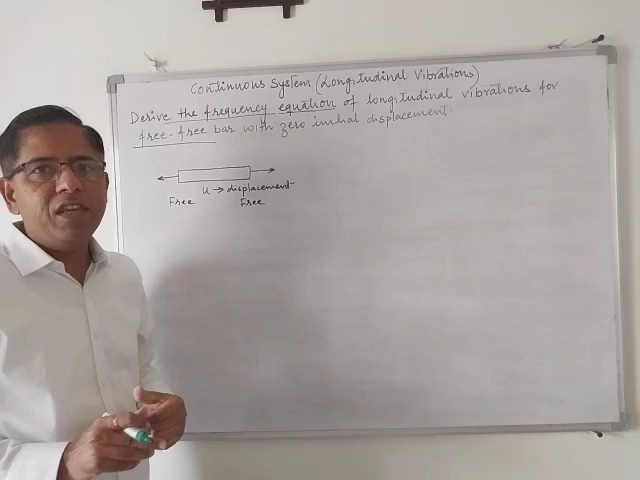 Continuous System (Longitudinal Vibrations)
Derive the frequency equation of longitudinal vibrations for
free-free bar with zero initial displacement.
u → displacement
Free Free